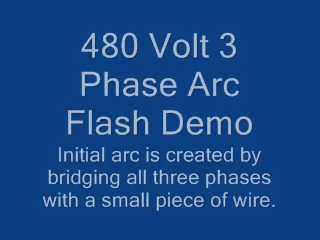 480 Volt 3
Phase Arc
Flash Demo
Initial arc is created by
bridging all three phases
with a small piece of wire.